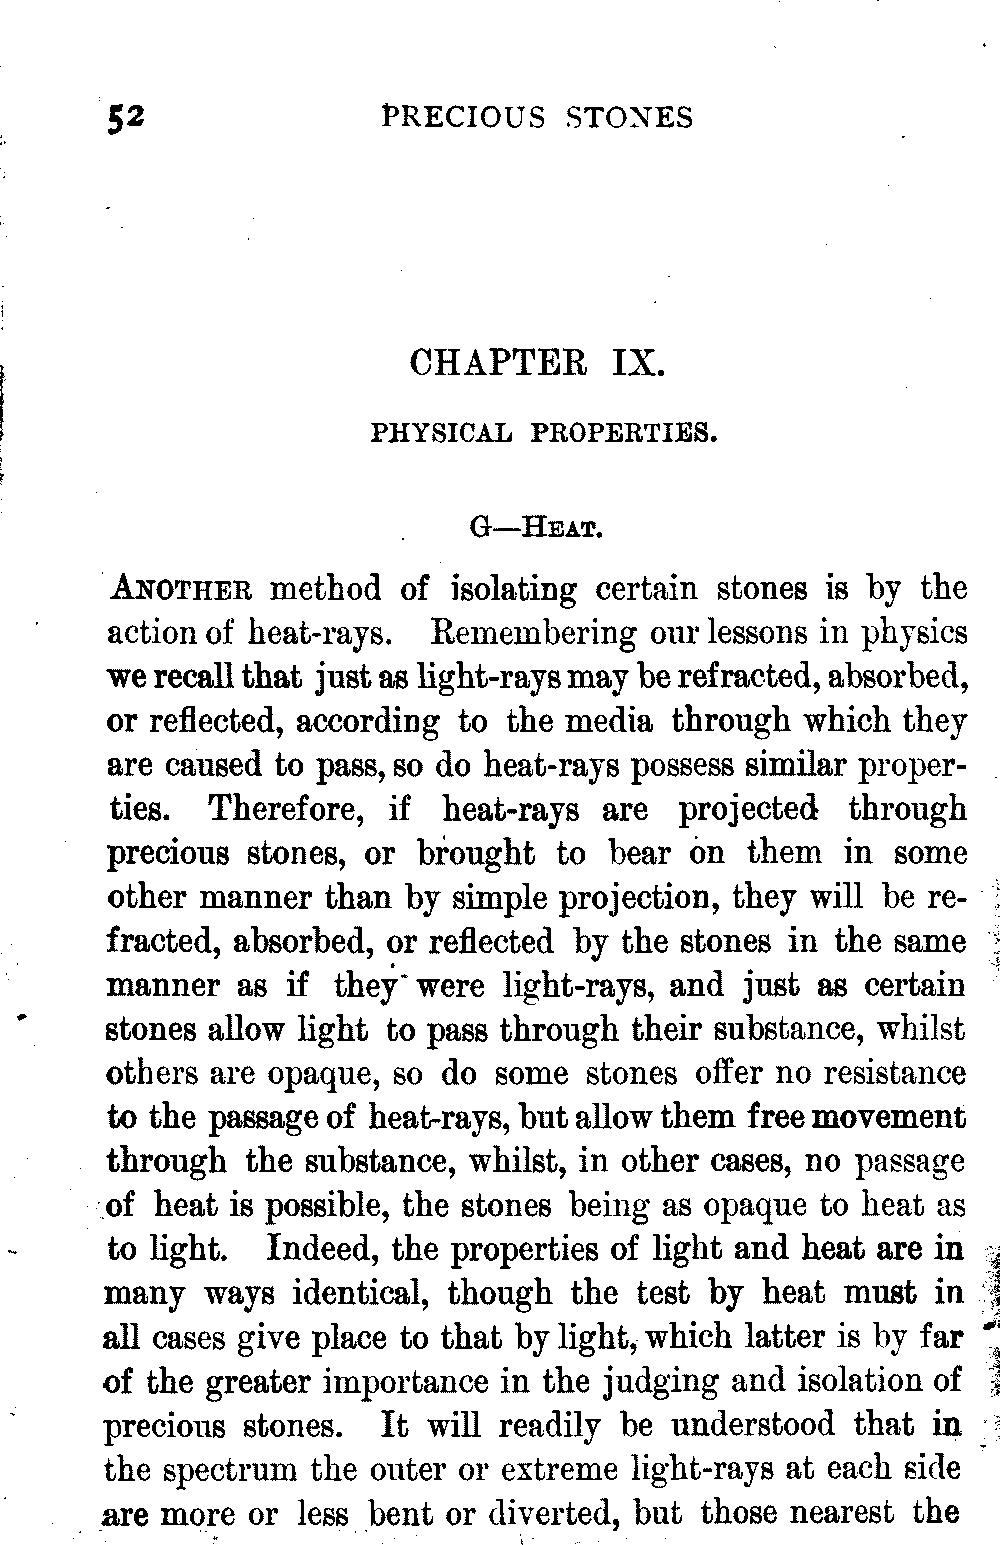 52 PRECIOUS STONES
CHAPTER IX.
PHYSICAL PROPERTIES.
G—HEAT.
ANOTHER method of isolating certain stones is by the
action of heat-rays. Remembering our lessons in physics
we recall that just as light-rays may be refracted, absorbed,
or reflected, according to the media through which they
are caused to pass, so do heat-rays possess similar proper-
ties. Therefore, if heat-rays are projected through
precious stones, or brought to bear on them in some
other manner than by simple projection, they will be re-
fracted, absorbed, or reflected by the stones in the same
manner as if they were light-rays, and just as certain
stones allow light to pass through their substance, whilst
others are opaque, so do some stones offer no resistance
to the passage of heat-rays, but allow them free movement
through the substance, whilst, in other cases, no passage
of heat is possible, the stones being as opaque to heat as
to light. Indeed, the properties of light and heat are in
many ways identical, though the test by heat must in
all cases give place to that by light, which latter is by far
of the greater importance in the judging and isolation of
precious stones. It will readily be understood that in
the spectrum the outer or extreme light-rays at each side
are more or less bent or diverted, but those nearest the